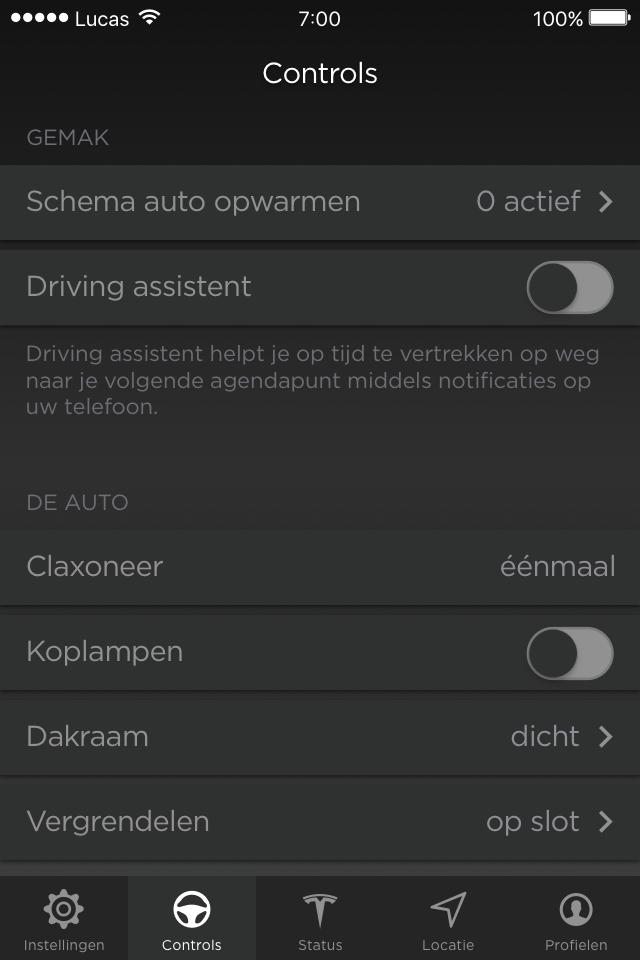 Lucas 7:00 100%
Controls
GEMAK
Schema auto opwarmen 0 actief
Driving assistent
Driving assistent helpt je op tijd te vertrekken op weg
naar je volgende agendapunt middels notificaties op
uw telefoon.
DE AUTO
Claxoneer éénmaal
Koplampen
Dakraam dicht
Vergrendelen op slot
Instellingen Controls Status Locatie Profielen